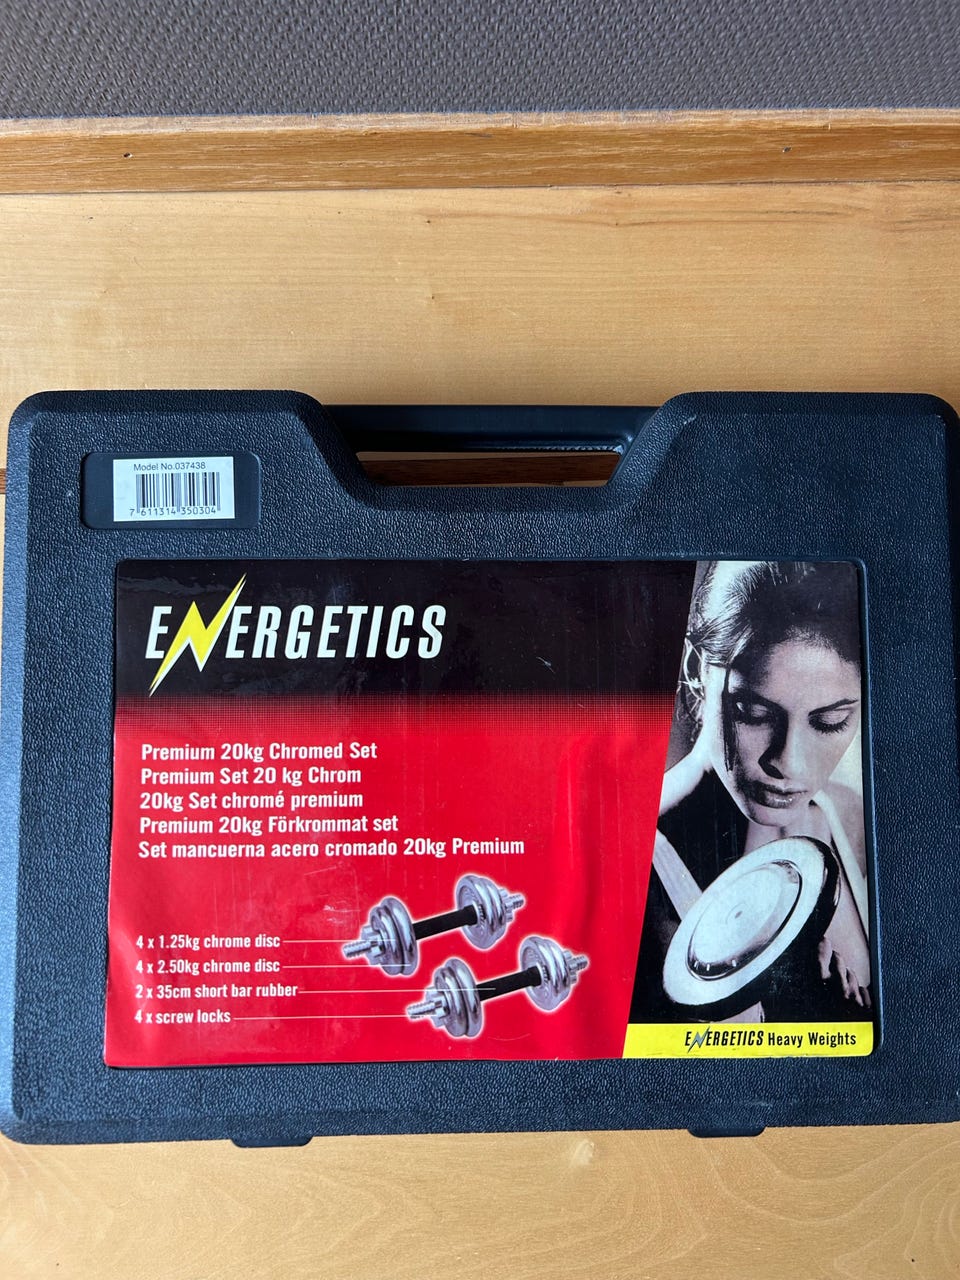 Model No.037438
7 611314 350304
ENERGETICS
Premium 20kg Chromed Set
Premium Set 20 kg Chrom
20kg Set chromé premium
Premium 20kg Förkrommat set
Set mancuerna acero cromado 20kg Premium
4 x 1.25kg chrome disc
4 x 2.50kg chrome disc
2 x 35cm short bar rubber
4 x screw locks
ENERGETICS Heavy Weights